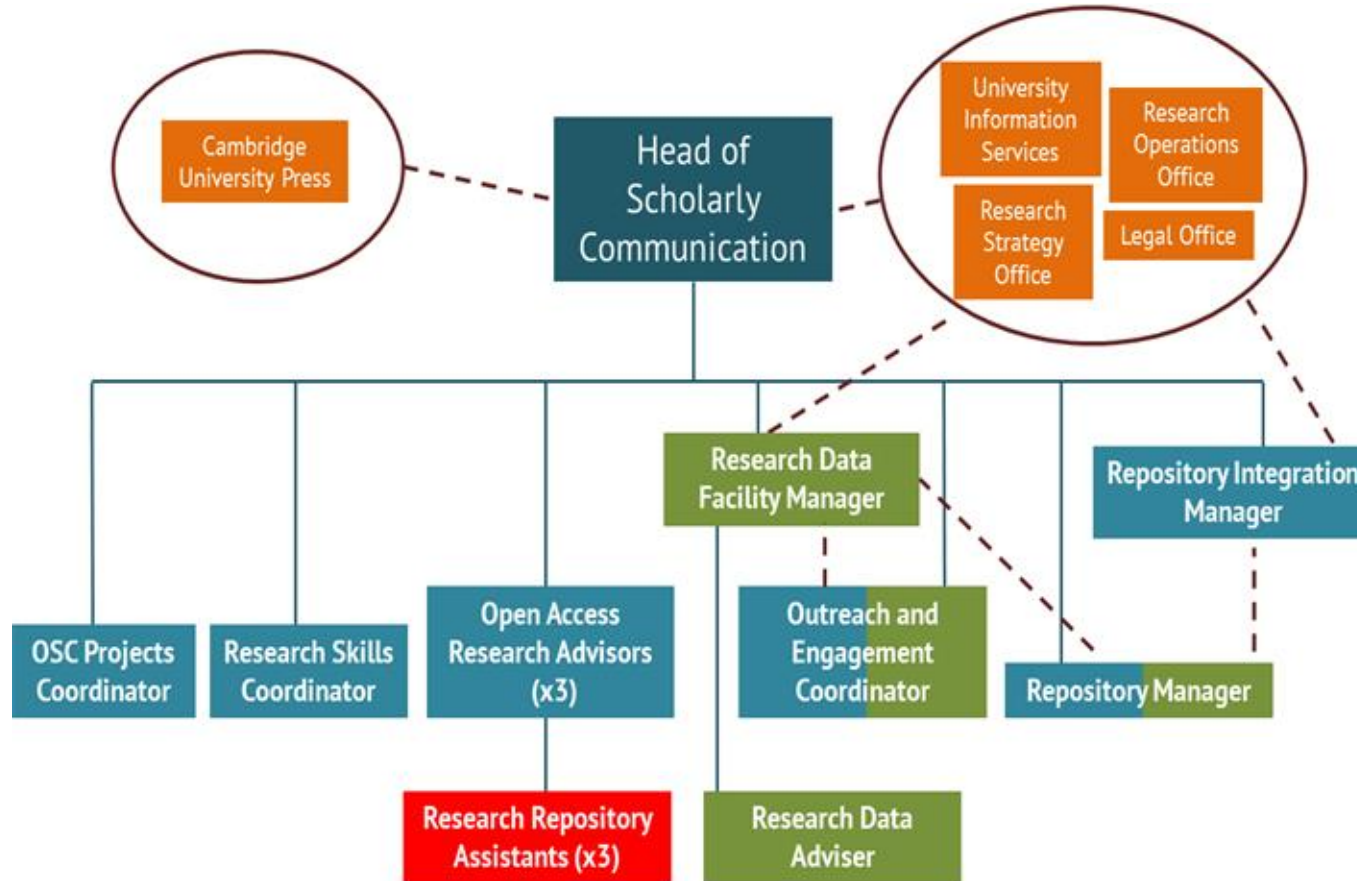 Cambridge
University Press
Head of
Scholarly
Communication
University
Information
Services
Research
Operations
Office
Research
Strategy
Office
Legal Office
Research Data
Facility Manager
Repository Integration
Manager
OSC Projects
Coordinator
Research Skills
Coordinator
Open Access
Research Advisors
(x3)
Outreach and
Engagement
Coordinator
Repository Manager
Research Repository
Assistants (x3)
Research Data
Adviser